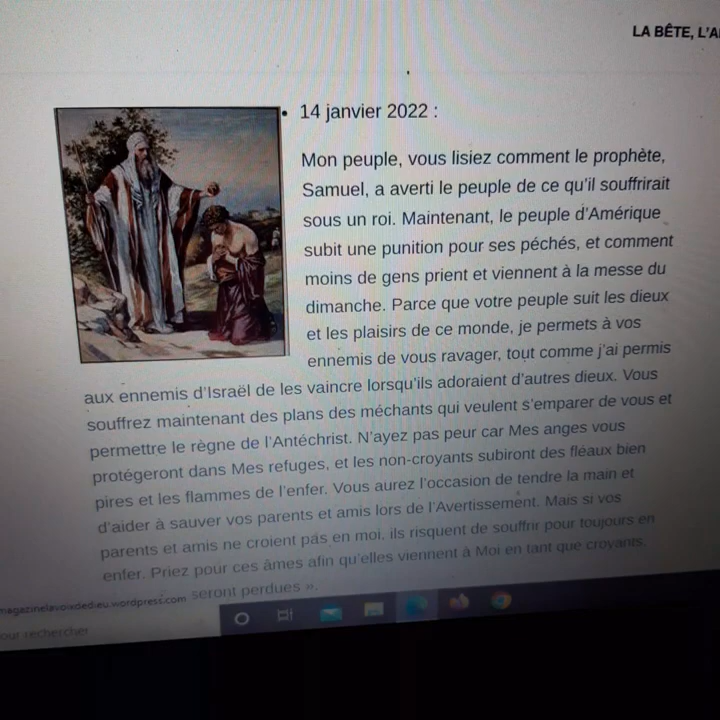 LA BÊTE, L'A
• 14 janvier 2022 :
Mon peuple, vous lisiez comment le prophète,
Samuel, a averti le peuple de ce qu'il souffrirait
sous un roi. Maintenant, le peuple d'Amérique
subit une punition pour ses péchés, et comment
moins de gens prient et viennent à la messe du
dimanche. Parce que votre peuple suit les dieux
et les plaisirs de ce monde, je permets à vos
ennemis de vous ravager, tout comme j'ai permis
aux ennemis d'Israël de les vaincre lorsqu'ils adoraient d'autres dieux. Vous
souffrez maintenant des plans des méchants qui veulent s'emparer de vous et
permettre le règne de l'Antéchrist. N'ayez pas peur car Mes anges vous
protégeront dans Mes refuges, et les non-croyants subiront des fléaux bien
pires et les flammes de l'enfer. Vous aurez l'occasion de tendre la main et
d'aider à sauver vos parents et amis lors de l'Avertissement. Mais si vos
parents et amis ne croient pas en moi, ils risquent de souffrir pour toujours en
enfer. Priez pour ces âmes afin qu'elles viennent à Moi en tant que croyants,
seront perdues ».
magazinelavoixdedieu.wordpress.com
our rechercher